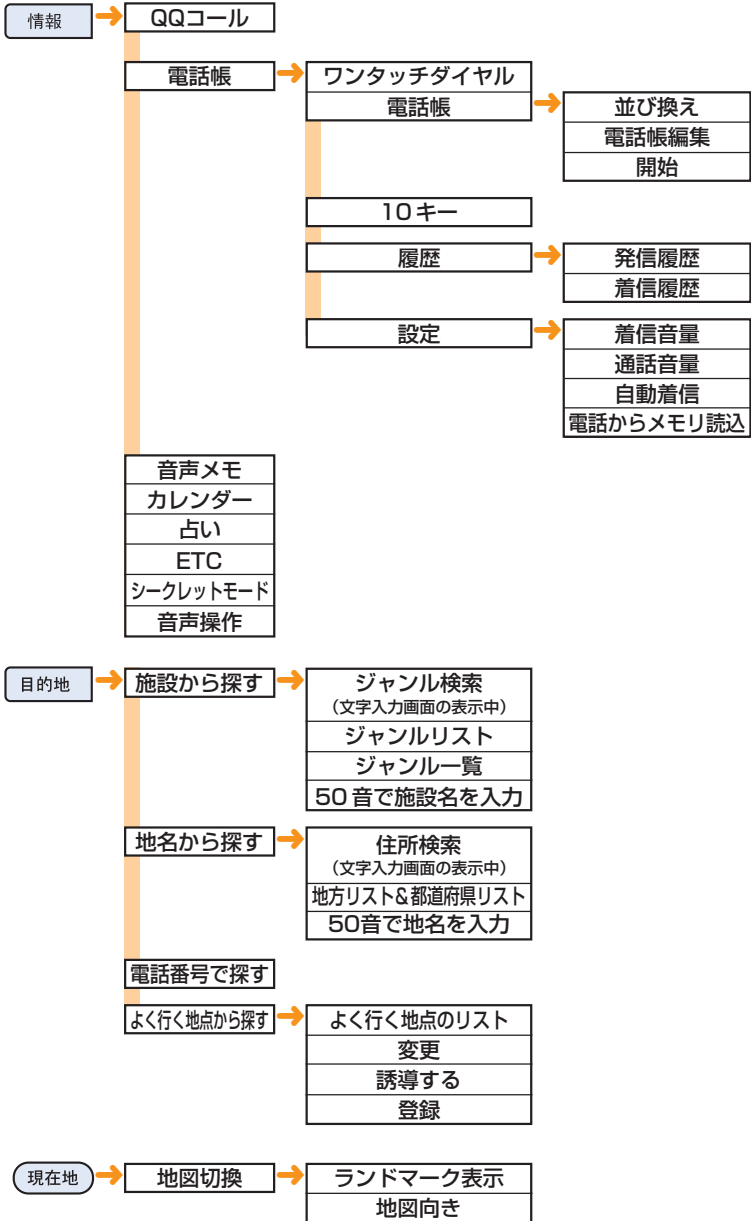 情報
QQコール
電話帳
ワンタッチダイヤル
電話帳
並び換え
電話帳編集
開始
10キー
履歴
発信履歴
着信履歴
設定
着信音量
通話音量
自動着信
電話からメモリ読込
音声メモ
カレンダー
占い
ETC
シークレットモード
音声操作
目的地
施設から探す
ジャンル検索
（文字入力画面の表示中）
ジャンルリスト
ジャンル一覧
50音で施設名を入力
地名から探す
住所検索
（文字入力画面の表示中）
地方リスト＆都道府県リスト
50音で地名を入力
電話番号で探す
よく行く地点から探す
よく行く地点のリスト
変更
誘導する
登録
現在地
地図切換
ランドマーク表示
地図向き